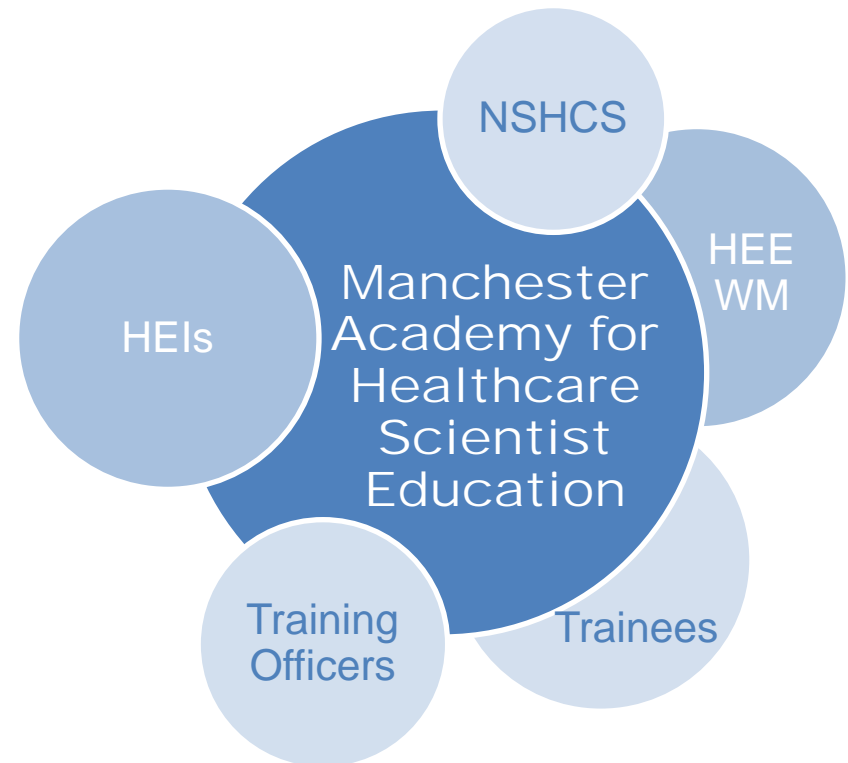 NSHCS
HEE
WM
HEIs
Manchester
Academy for
Healthcare
Scientist
Education
Training
Officers
Trainees